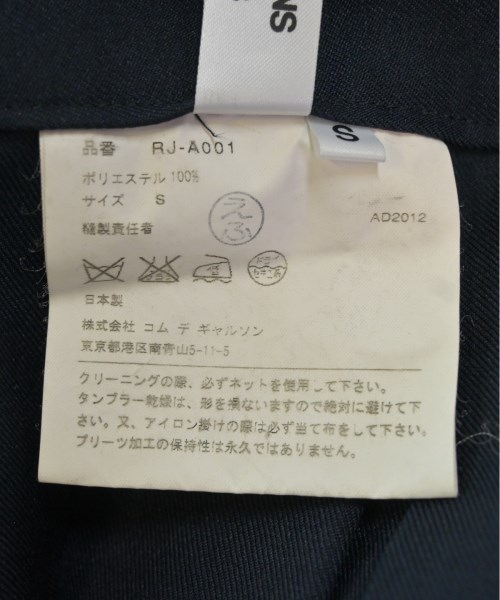 NS
S
品番 RJ-A001
ポリエステル 100%
サイズ S
えふ
AD2012
縫製責任者
日本製
株式会社 コム デ ギャルソン
東京都港区南青山5-11-5
クリーニングの際、必ずネットを使用して下さい。
タンブラー乾燥は、形を損ないますので絶対に避けて下
さい。又、アイロン掛けの際は必ず当て布をして下さい。
プリーツ加工の保持性は永久ではありません。